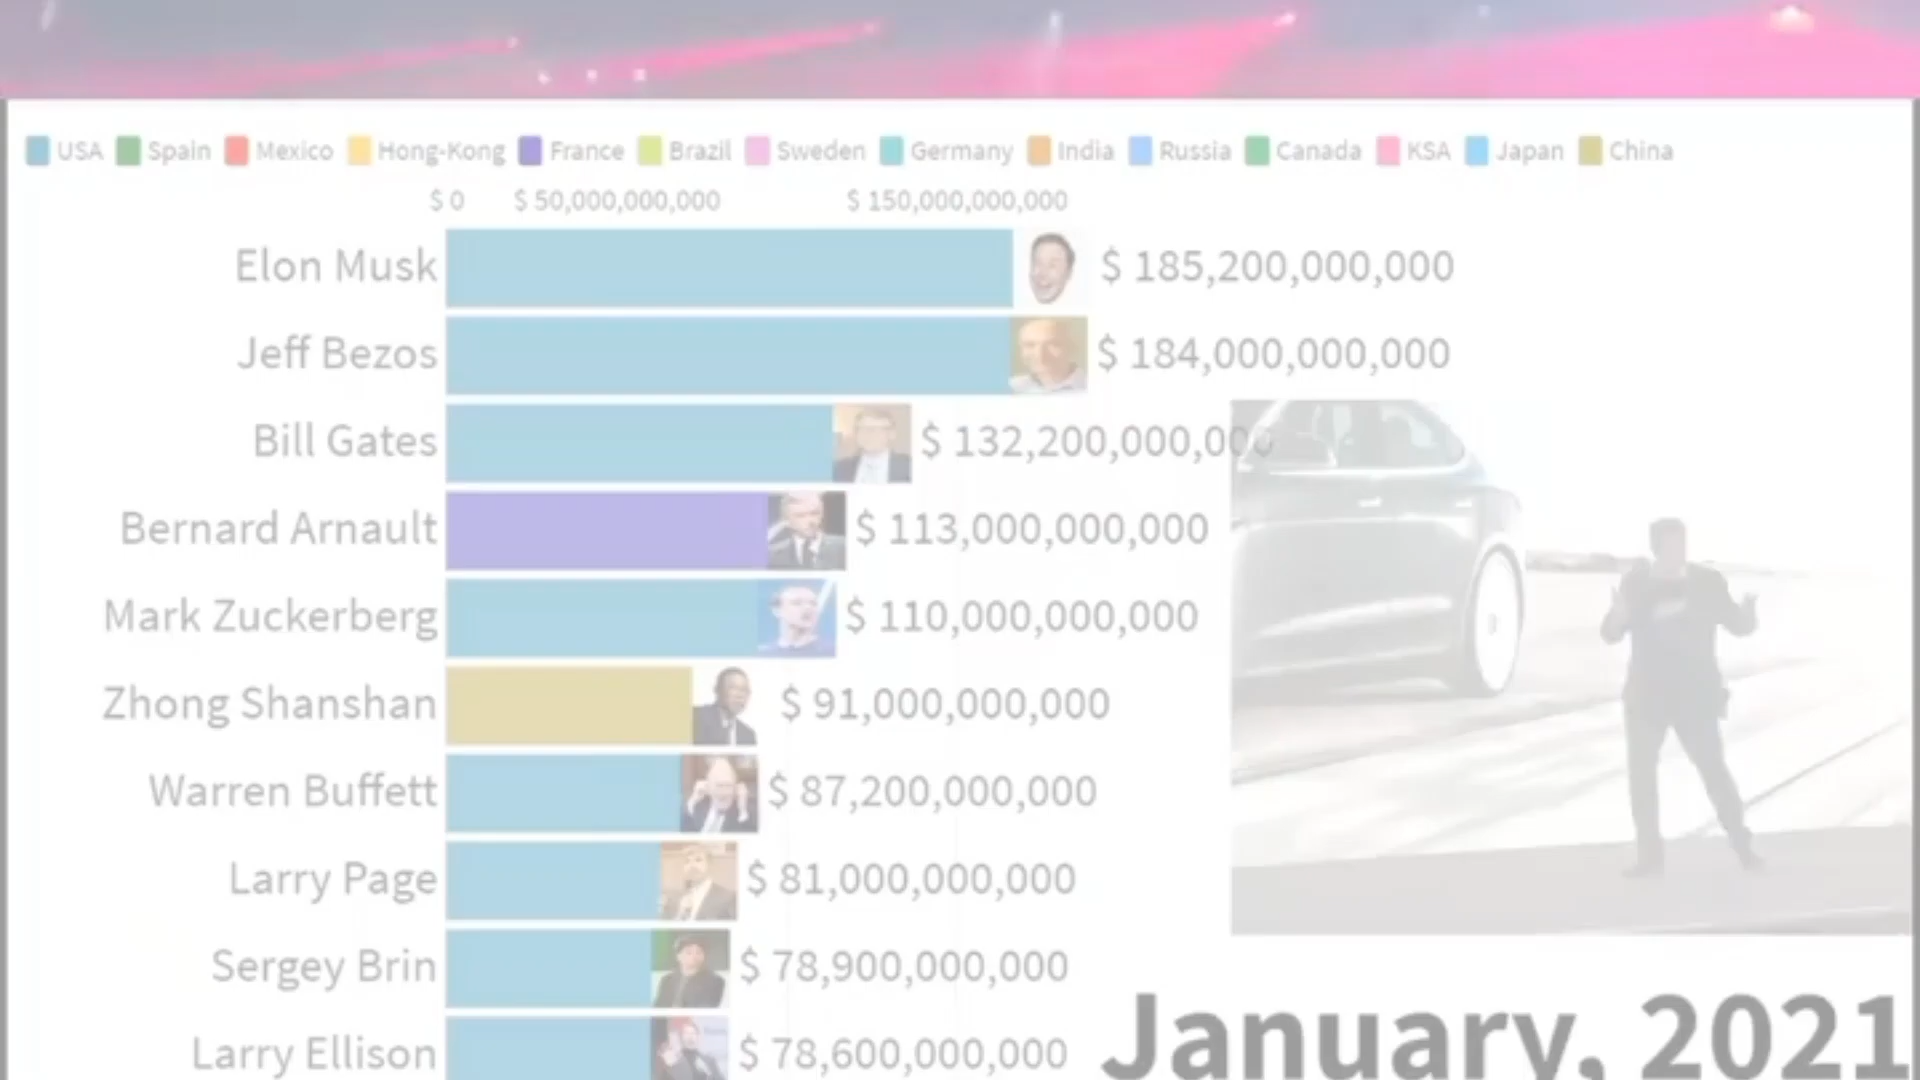 USA Spain Mexico Hong-Kong France Brazil Sweden Germany India Russia Canada KSA Japan China
$ 0 $ 50,000,000,000 $ 150,000,000,000
Elon Musk $ 185,200,000,000
Jeff Bezos $ 184,000,000,000
Bill Gates $ 132,200,000,000
Bernard Arnault $ 113,000,000,000
Mark Zuckerberg $ 110,000,000,000
Zhong Shanshan $ 91,000,000,000
Warren Buffett $ 87,200,000,000
Larry Page $ 81,000,000,000
Sergey Brin $ 78,900,000,000
Larry Ellison $ 78,600,000,000
January, 2021